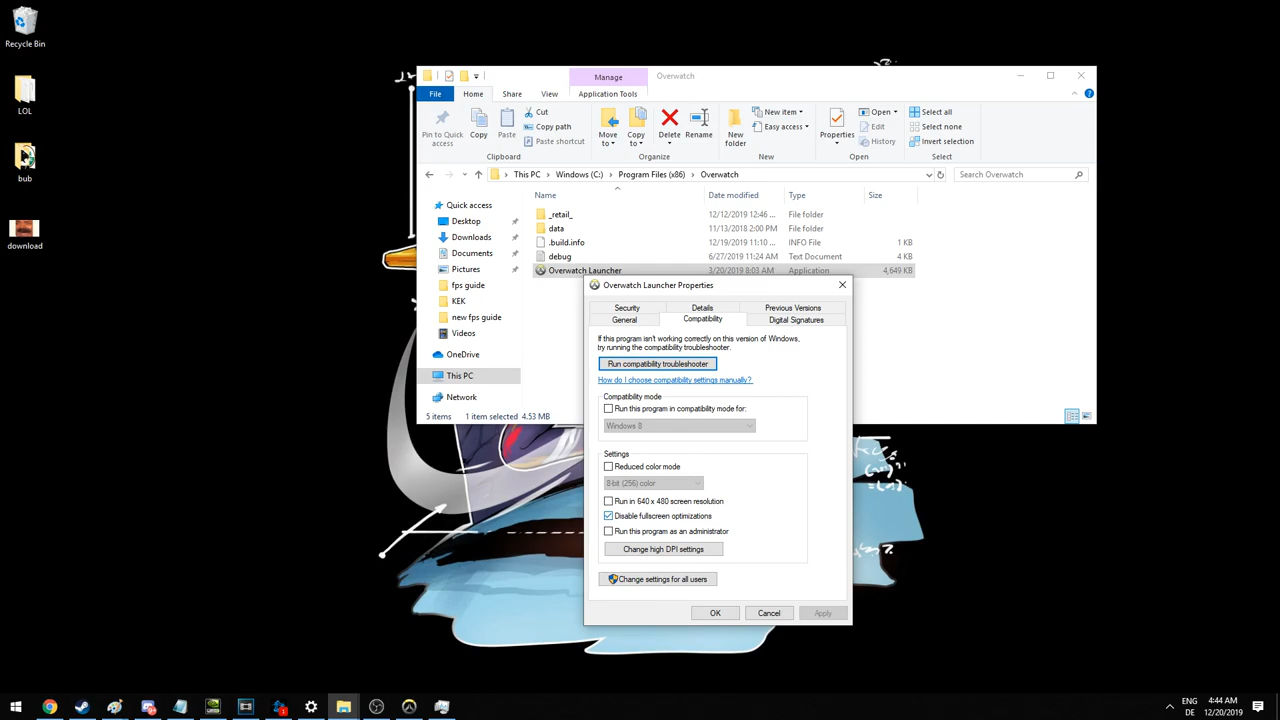 Recycle Bin
LOL
bub
download
Manage
Overwatch
File
Home
Share
View
Application Tools
Pin to Quick access
Copy
Paste
Cut
Copy path
Paste shortcut
Clipboard
Move to
Copy to
Delete
Rename
Organize
New folder
New item
Easy access
New
Properties
Open
Edit
History
Open
Select all
Select none
Invert selection
Select
This PC > Windows (C:) > Program Files (x86) > Overwatch
Search Overwatch
Name Date modified Type Size
Quick access
Desktop
Downloads
Documents
Pictures
fps guide
KEK
new fps guide
Videos
OneDrive
This PC
Network
_retail_ 12/12/2019 12:46 ... File folder
data 11/13/2018 2:00 PM File folder
.build.info 12/19/2019 11:10 ... INFO File 1 KB
debug 6/27/2019 11:24 AM Text Document 4 KB
Overwatch Launcher 3/20/2019 8:03 AM Application 4,649 KB
5 items 1 item selected 4.53 MB
Overwatch Launcher Properties
Security Details Previous Versions
General Compatibility Digital Signatures
If this program isn't working correctly on this version of Windows,
try running the compatibility troubleshooter.
Run compatibility troubleshooter
How do I choose compatibility settings manually?
Compatibility mode
Run this program in compatibility mode for:
Windows 8
Settings
Reduced color mode
8-bit (256) color
Run in 640 x 480 screen resolution
Disable fullscreen optimizations
Run this program as an administrator
Change high DPI settings
Change settings for all users
OK Cancel Apply
1
ENG
DE
4:44 AM
12/20/2019